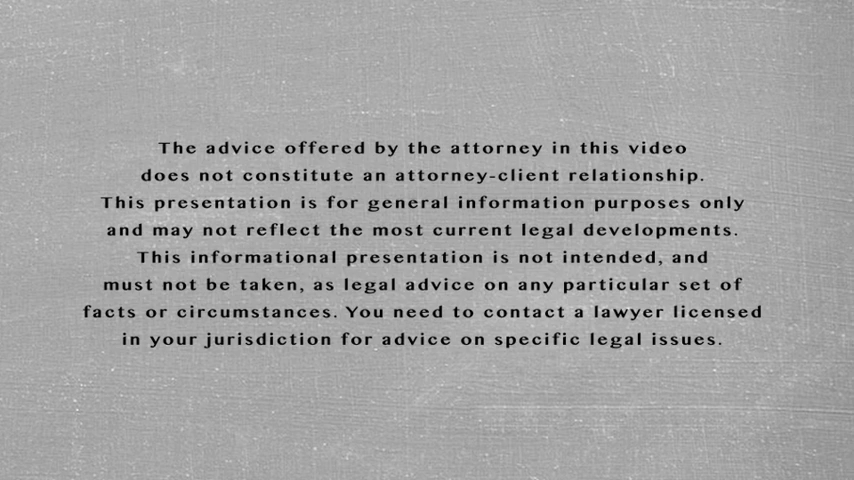 The advice offered by the attorney in this video
does not constitute an attorney-client relationship.
This presentation is for general information purposes only
and may not reflect the most current legal developments.
This informational presentation is not intended, and
must not be taken, as legal advice on any particular set of
facts or circumstances. You need to contact a lawyer licensed
in your jurisdiction for advice on specific legal issues.